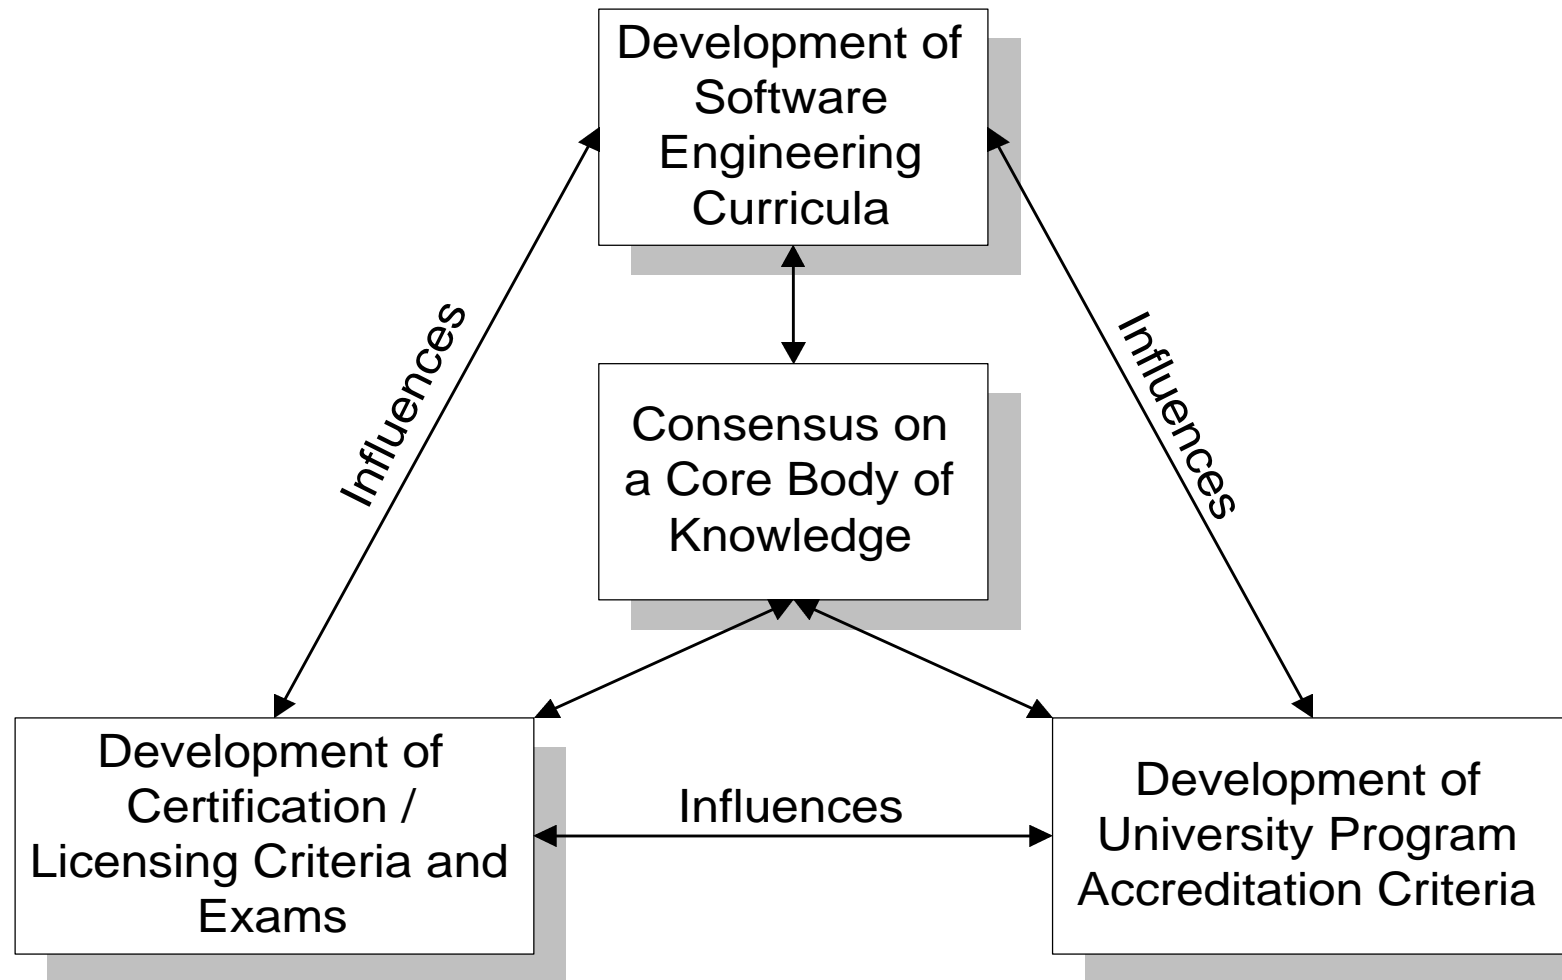 Development of
Software
Engineering
Curricula
Influences
Influences
Consensus on
a Core Body of
Knowledge
Development of
Certification /
Licensing Criteria and
Exams
Influences
Development of
University Program
Accreditation Criteria